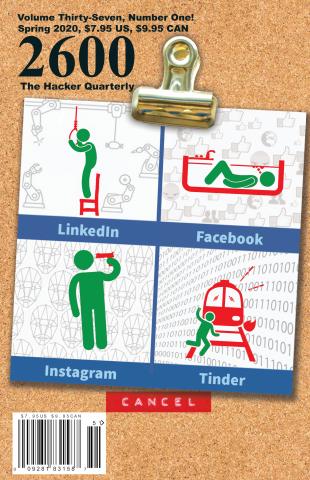 Volume Thirty-Seven, Number One!
Spring 2020, $7.95 US, $9.95 CAN
2600
The Hacker Quarterly
LinkedIn
Facebook
Instagram
Tinder
CANCEL
$7.95US $9.95CAN